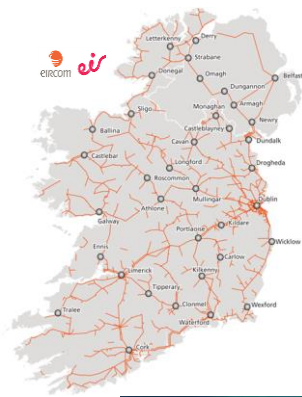 Derry
Letterkenny
Strabane
eircom
eir
Donegal
Omagh
Belfast
Dungannon
Sligo
Monaghan
Armagh
Newry
Ballina
Castleblayney
Cavan
Dundalk
Castlebar
Longford
Drogheda
Roscommon
Mullingar
Athlone
Dublin
Galway
Kildare
Portlaoise
Wicklow
Ennis
Carlow
Limerick
Kilkenny
Tipperary
Clonmel
Wexford
Tralee
Waterford
Cork